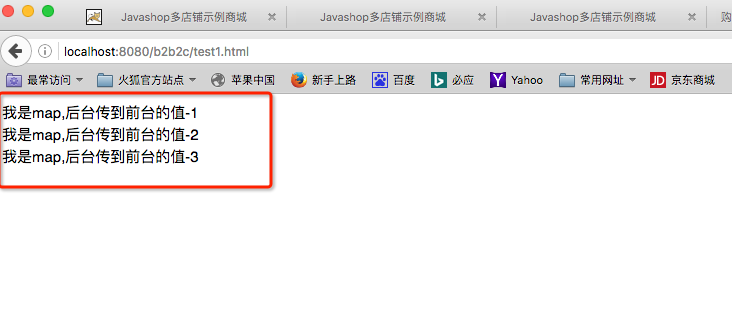 Javashop多店铺示例商城 × Javashop多店铺示例商城 × Javashop多店铺示例商城 × 购
localhost:8080/b2b2c/test1.html
最常访问 火狐官方站点 苹果中国 新手上路 百度 必应 Yahoo 常用网址 JD 京东商城
我是map,后台传到前台的值-1
我是map,后台传到前台的值-2
我是map,后台传到前台的值-3